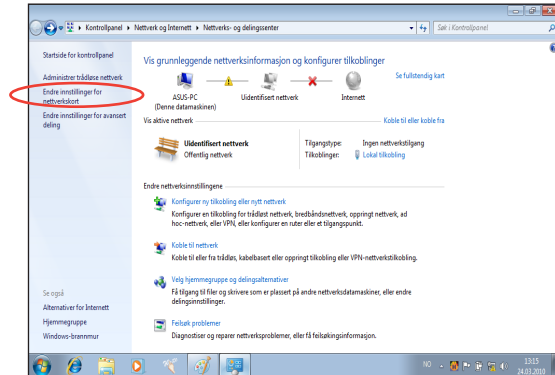 Kontrollpanel ▸ Nettverk og Internett ▸ Nettverks- og delingssenter
Søk i Kontrollpanel
Startside for kontrollpanel
Administrer trådløse nettverk
Endre innstillinger for
nettverkskort
Endre innstillinger for avansert
deling
Vis grunnleggende nettverksinformasjon og konfigurer tilkoblinger
Se fullstendig kart
ASUS-PC
(Denne datamaskinen)
Uidentifisert nettverk
Internett
Vis aktive nettverk
Koble til eller koble fra
Uidentifisert nettverk
Offentlig nettverk
Tilgangstype: Ingen nettverkstilgang
Tilkoblinger: Lokal tilkobling
Endre nettverksinnstillingene
Konfigurer ny tilkobling eller nytt nettverk
Konfigurer en tilkobling for trådløst nettverk, bredbåndsnettverk, oppringt nettverk, ad
hoc-nettverk, eller VPN, eller konfigurer en ruter eller et tilgangspunkt.
Koble til nettverk
Koble til eller fra trådløs, kabelbasert eller oppringt tilkobling eller VPN-nettverkstilkobling.
Velg hjemmegruppe og delingsalternativer
Få tilgang til filer og skrivere som er plassert på andre nettverksdatamaskiner, eller endre
delingsinnstillinger.
Feilsøk problemer
Diagnostiser og reparer nettverksproblemer, eller få feilsøkingsinformasjon.
Se også
Alternativer for Internett
Hjemmegruppe
Windows-brannmur
NO
13:15
24.03.2010